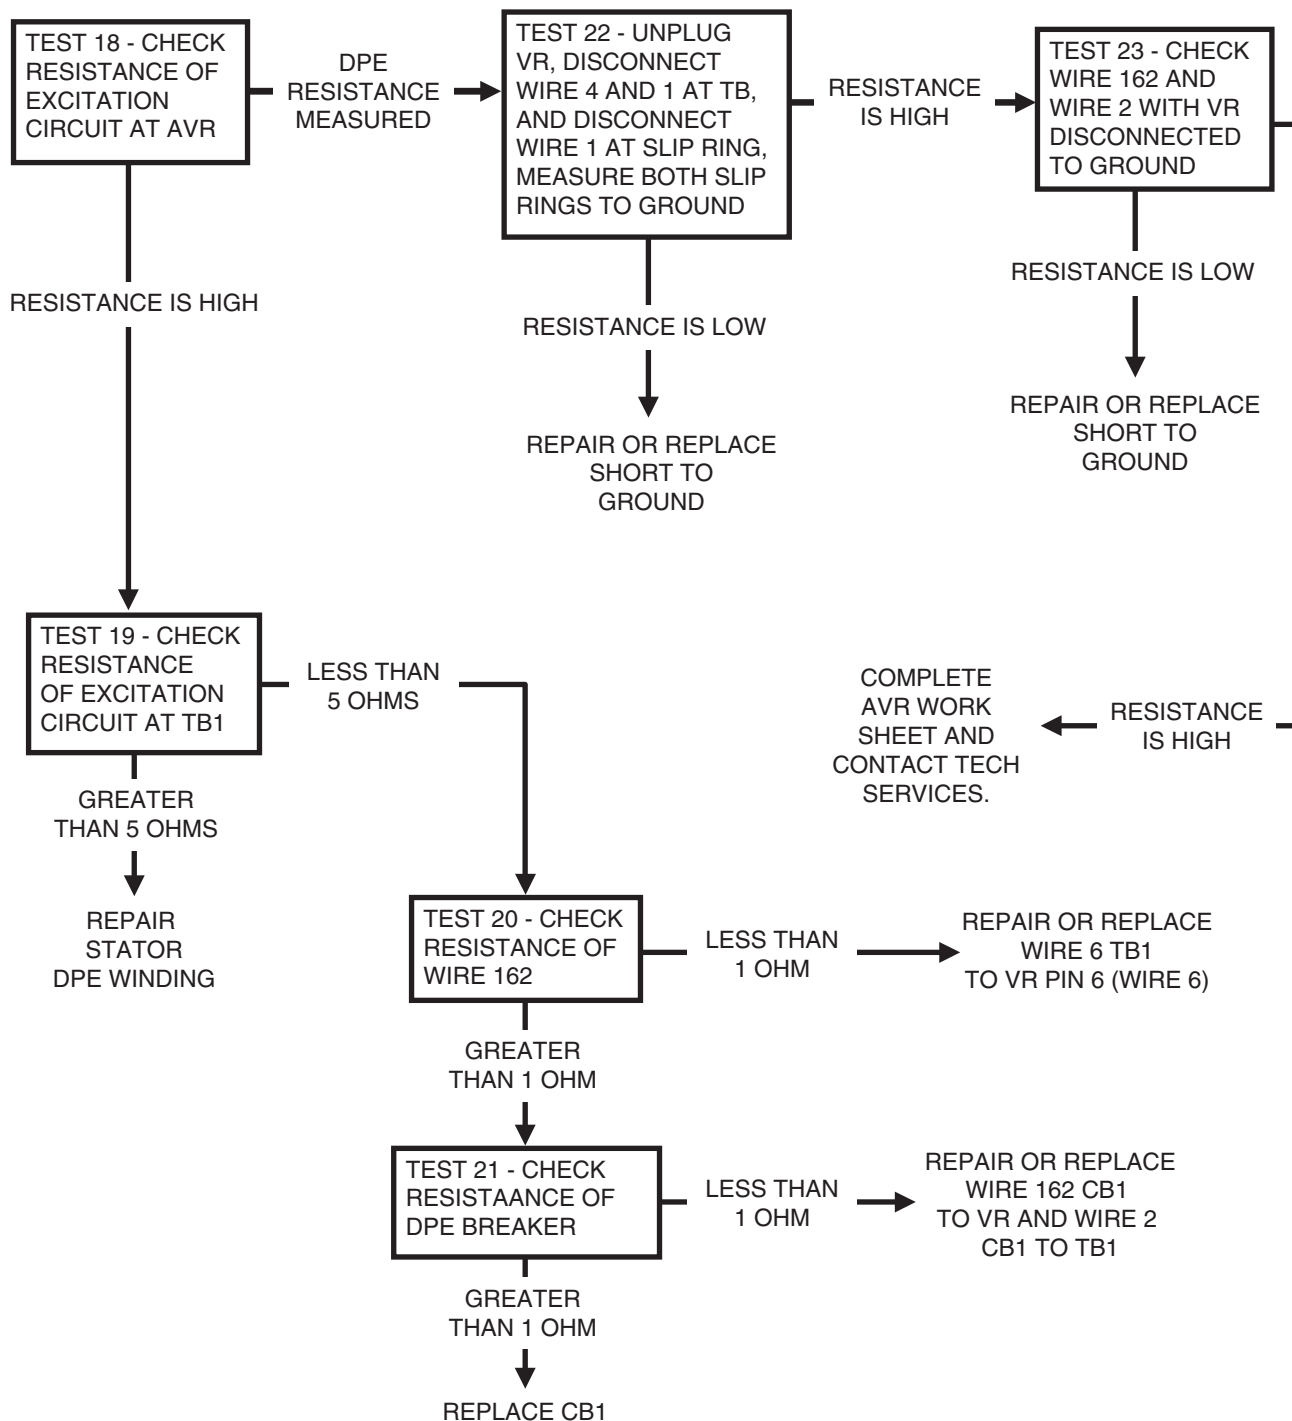 TEST 18 - CHECK
RESISTANCE OF
EXCITATION
CIRCUIT AT AVR
DPE
RESISTANCE
MEASURED
TEST 22 - UNPLUG
VR, DISCONNECT
WIRE 4 AND 1 AT TB,
AND DISCONNECT
WIRE 1 AT SLIP RING,
MEASURE BOTH SLIP
RINGS TO GROUND
RESISTANCE
IS HIGH
TEST 23 - CHECK
WIRE 162 AND
WIRE 2 WITH VR
DISCONNECTED
TO GROUND
RESISTANCE IS HIGH
RESISTANCE IS LOW
RESISTANCE IS LOW
REPAIR OR REPLACE
SHORT TO
GROUND
REPAIR OR REPLACE
SHORT TO
GROUND
TEST 19 - CHECK
RESISTANCE
OF EXCITATION
CIRCUIT AT TB1
LESS THAN
5 OHMS
COMPLETE
AVR WORK
SHEET AND
CONTACT TECH
SERVICES.
RESISTANCE
IS HIGH
GREATER
THAN 5 OHMS
REPAIR
STATOR
DPE WINDING
TEST 20 - CHECK
RESISTANCE OF
WIRE 162
LESS THAN
1 OHM
REPAIR OR REPLACE
WIRE 6 TB1
TO VR PIN 6 (WIRE 6)
GREATER
THAN 1 OHM
TEST 21 - CHECK
RESISTAANCE OF
DPE BREAKER
LESS THAN
1 OHM
REPAIR OR REPLACE
WIRE 162 CB1
TO VR AND WIRE 2
CB1 TO TB1
GREATER
THAN 1 OHM
REPLACE CB1